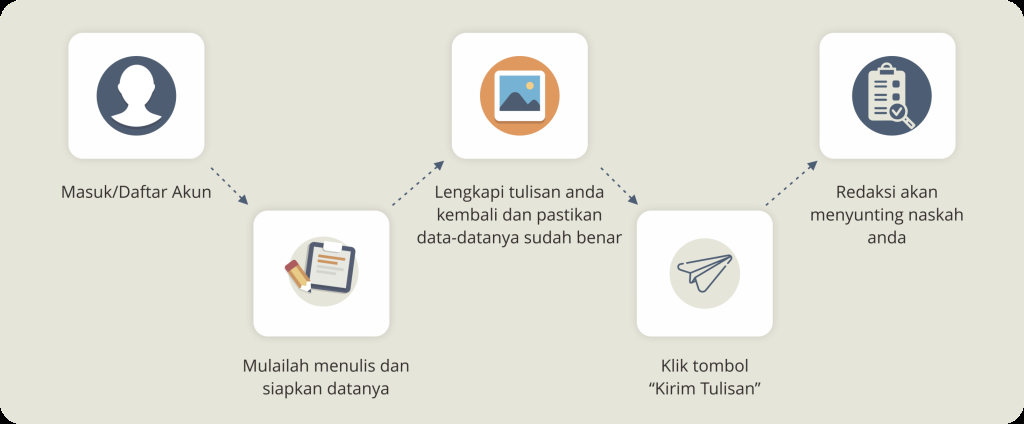 Masuk/Daftar Akun
Mulailah menulis dan
siapkan datanya
Lengkapi tulisan anda
kembali dan pastikan
data-datanya sudah benar
Klik tombol
“Kirim Tulisan”
Redaksi akan
menyunting naskah
anda